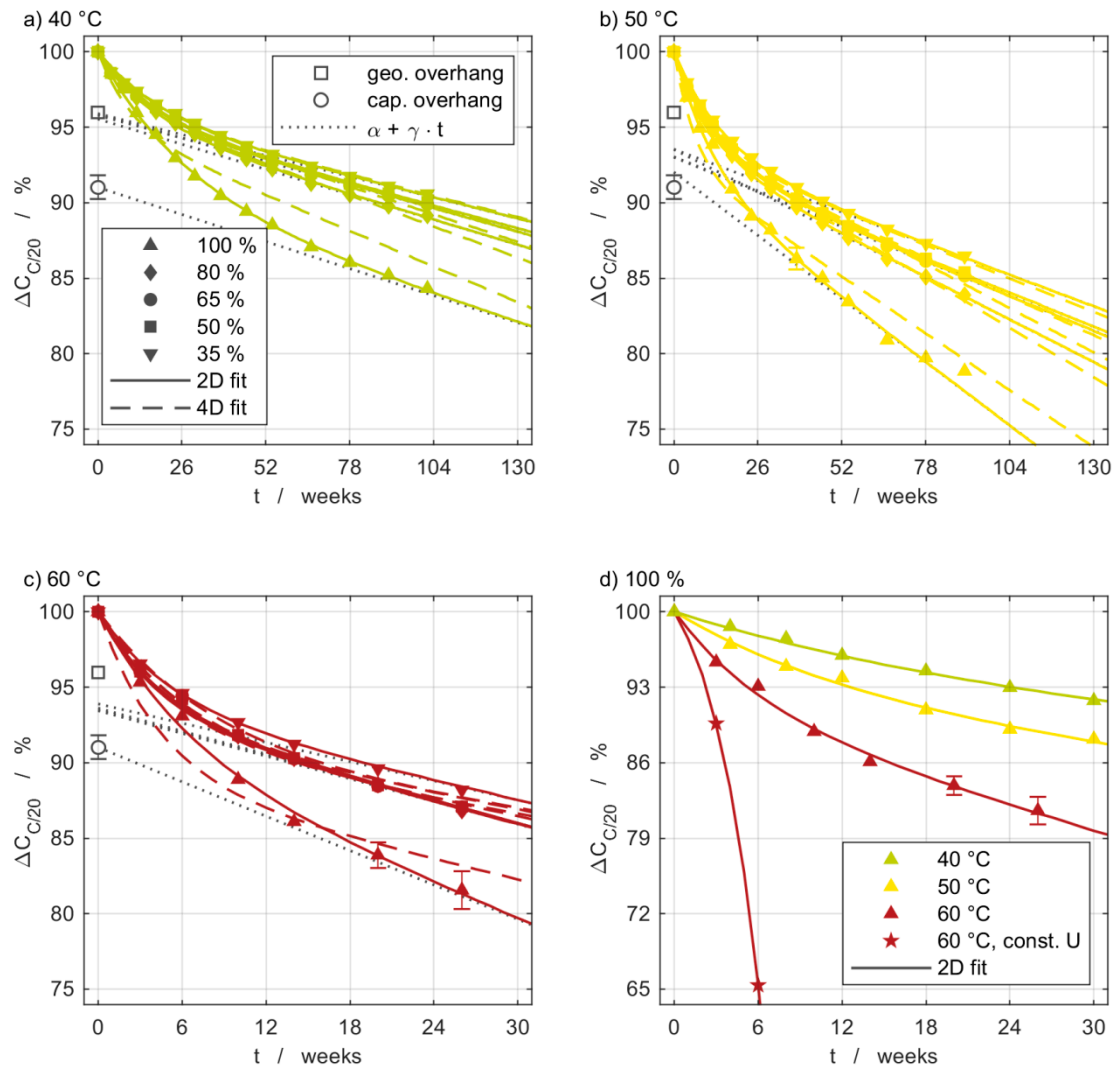 a) 40 °C
100
95
90
85
80
75
ΔC_C/20 / %
geo. overhang
cap. overhang
α + γ · t
100 %
80 %
65 %
50 %
35 %
2D fit
4D fit
0 26 52 78 104 130
t / weeks
b) 50 °C
100
95
90
85
80
75
ΔC_C/20 / %
0 26 52 78 104 130
t / weeks
c) 60 °C
100
95
90
85
80
75
ΔC_C/20 / %
0 6 12 18 24 30
t / weeks
d) 100 %
100
93
86
79
72
65
ΔC_C/20 / %
40 °C
50 °C
60 °C
60 °C, const. U
2D fit
0 6 12 18 24 30
t / weeks